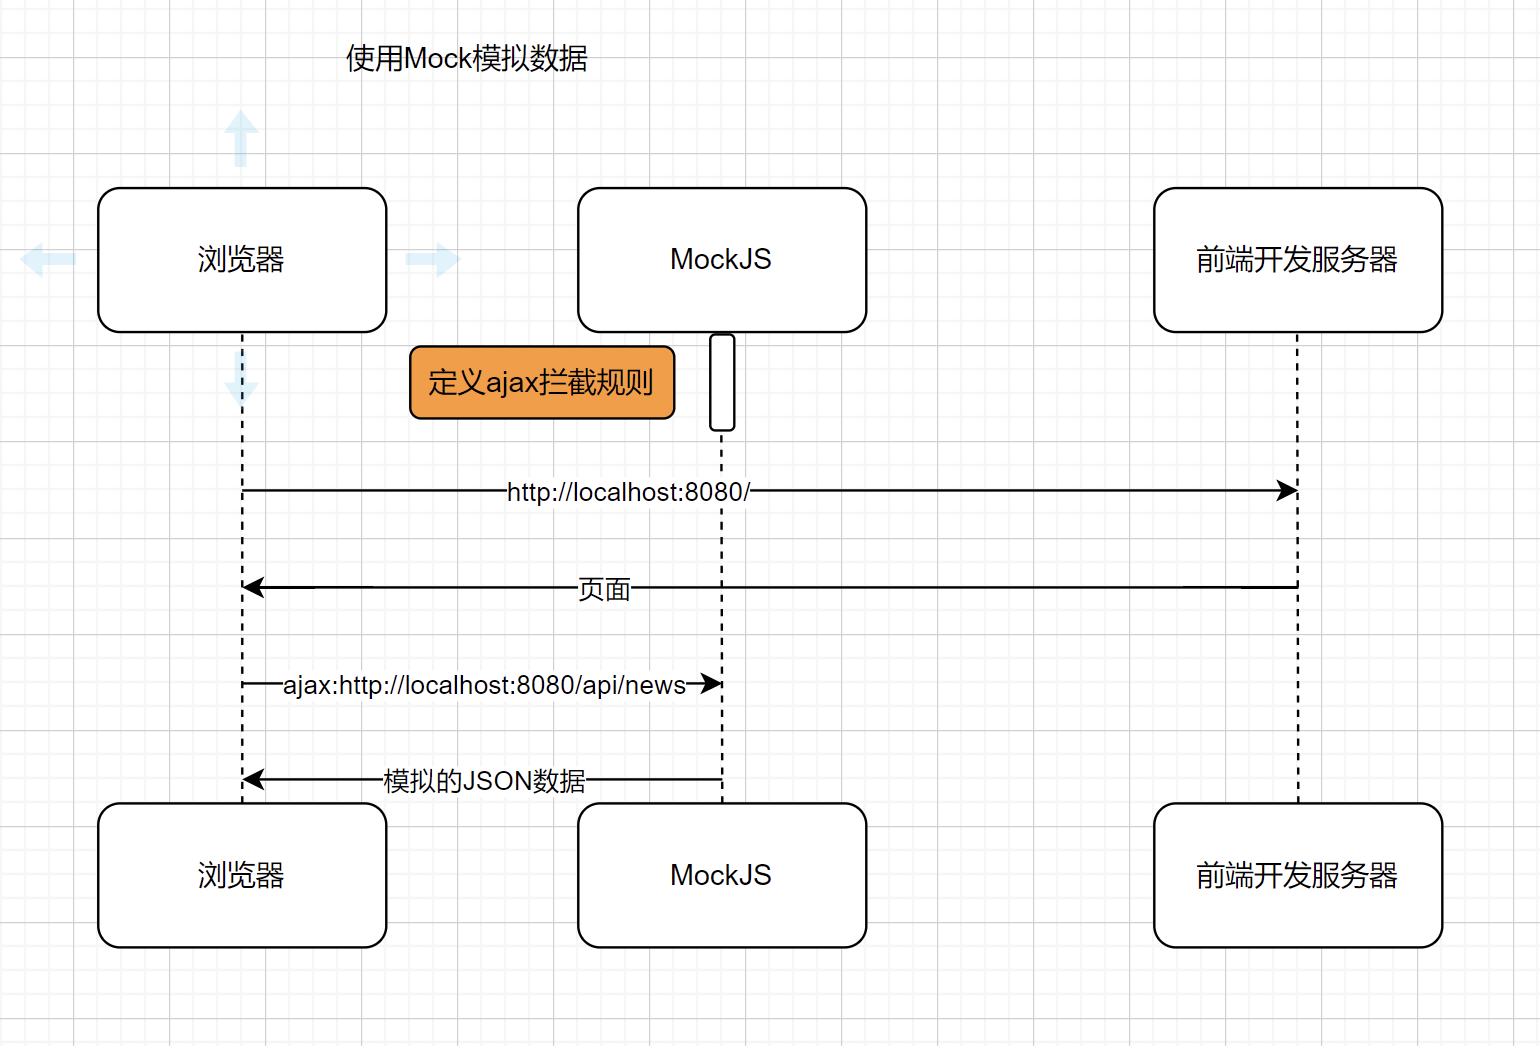 使用Mock模拟数据
浏览器
MockJS
前端开发服务器
定义ajax拦截规则
http://localhost:8080/
页面
ajax:http://localhost:8080/api/news
模拟的JSON数据
浏览器
MockJS
前端开发服务器